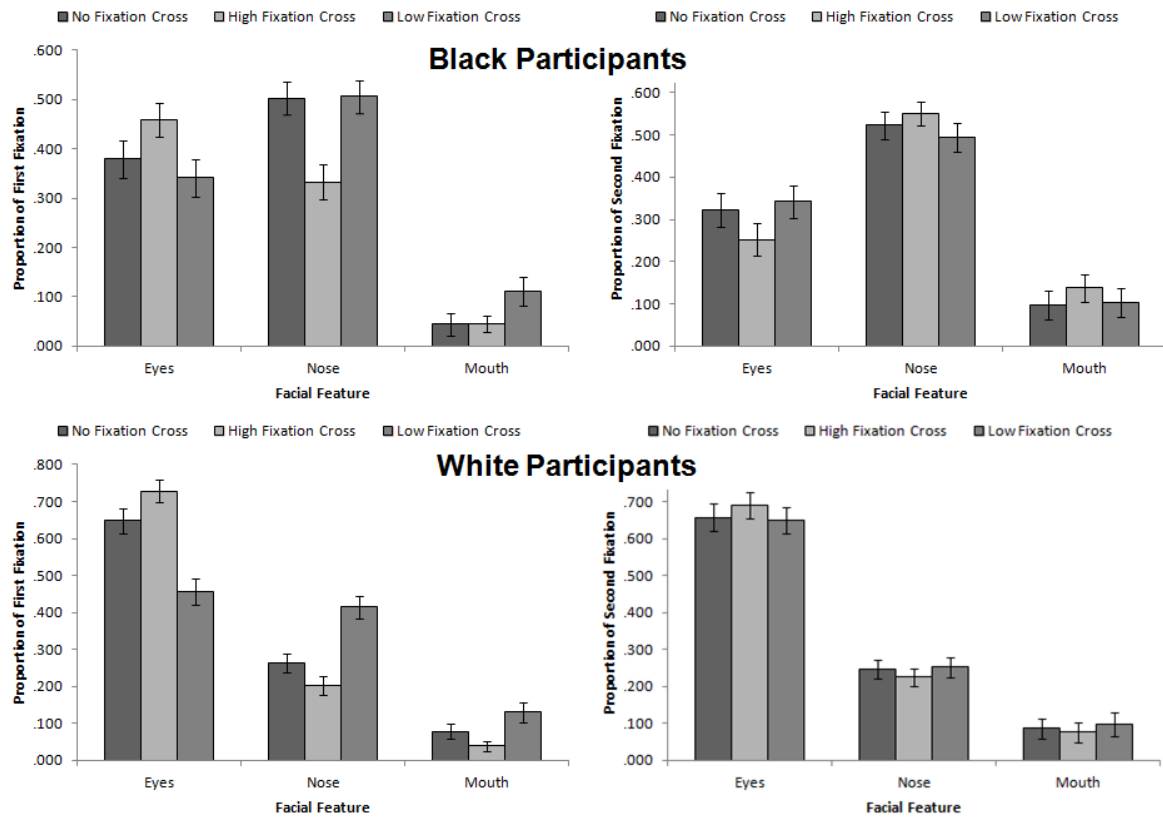 No Fixation Cross High Fixation Cross Low Fixation Cross
No Fixation Cross High Fixation Cross Low Fixation Cross
Black Participants
Proportion of First Fixation
.600
.500
.400
.300
.200
.100
.000
Eyes Nose Mouth
Facial Feature
Proportion of Second Fixation
.600
.500
.400
.300
.200
.100
.000
Eyes Nose Mouth
Facial Feature
No Fixation Cross High Fixation Cross Low Fixation Cross
No Fixation Cross High Fixation Cross Low Fixation Cross
White Participants
Proportion of First Fixation
.800
.700
.600
.500
.400
.300
.200
.100
.000
Eyes Nose Mouth
Facial Feature
Proportion of Second Fixation
.700
.600
.500
.400
.300
.200
.100
.000
Eyes Nose Mouth
Facial Feature